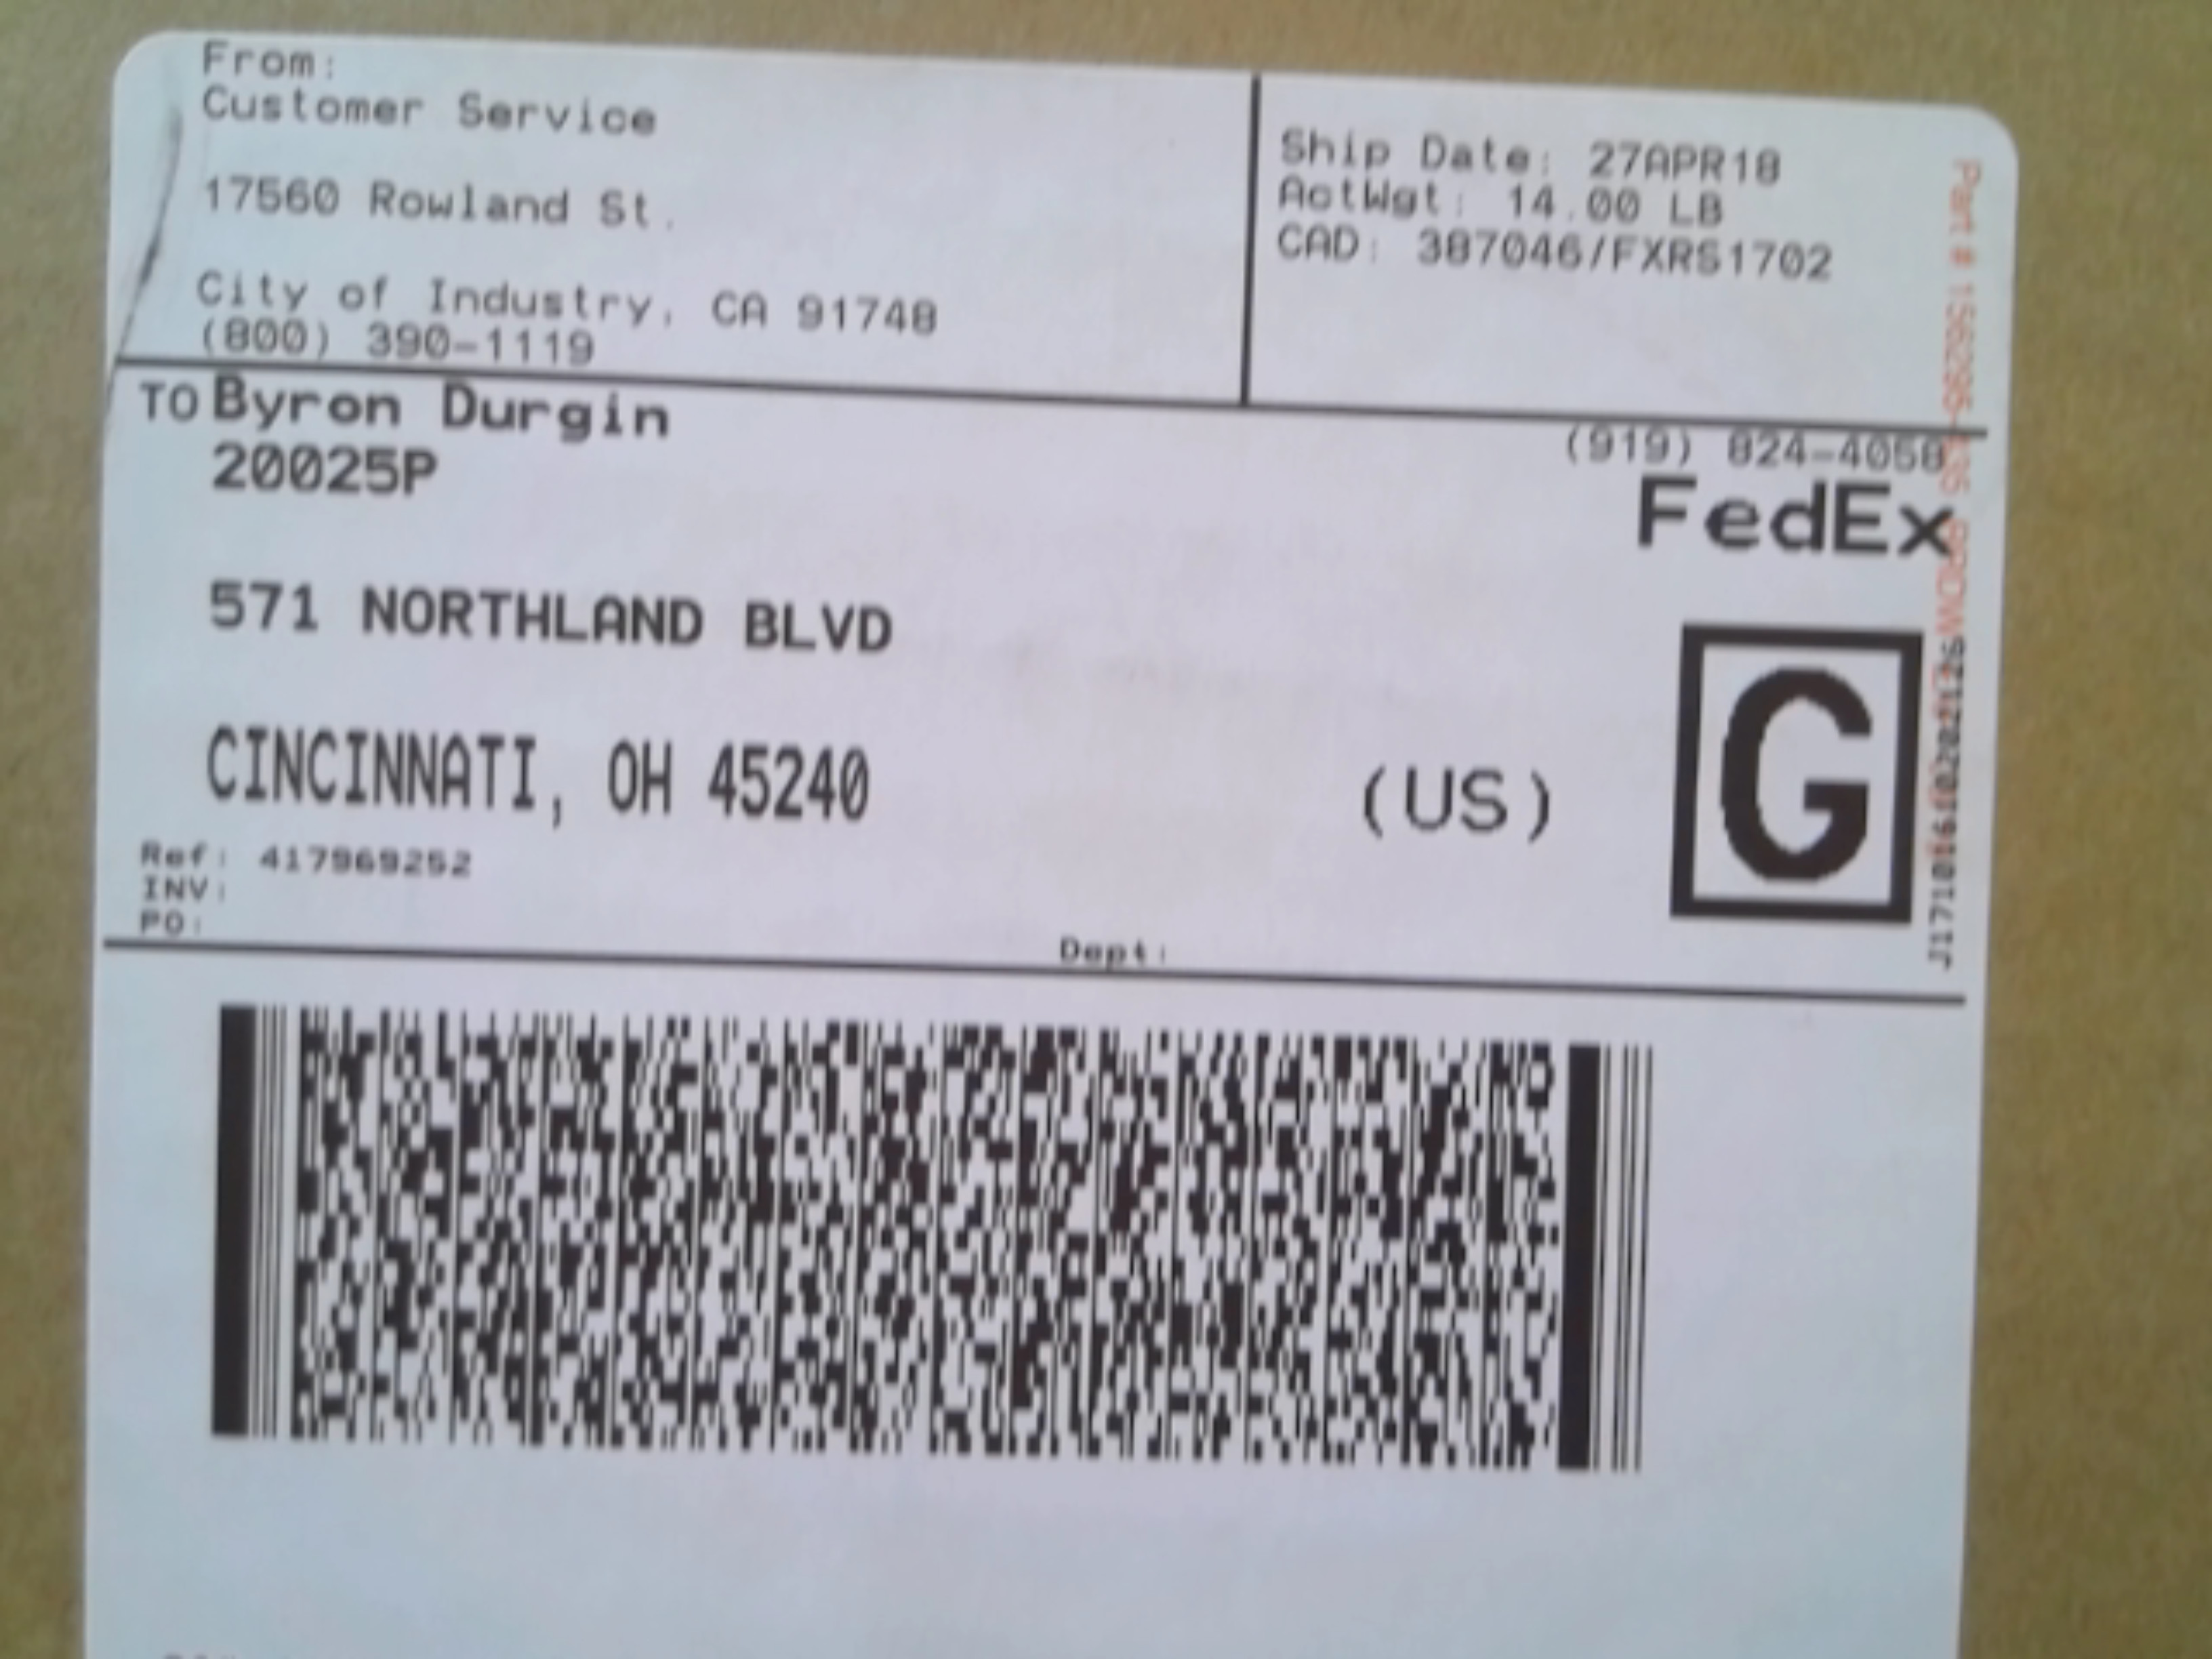 From:
Customer Service
17560 Rowland St.
City of Industry, CA 91748
(800) 390-1119
Ship Date: 27APR18
ActWgt: 14.00 LB
CAD: 387046/FXRS1702
TO Byron Durgin
20025P
(919) 824-4058
FedEx
571 NORTHLAND BLVD
CINCINNATI, OH 45240
(US)
G
Ref: 417969252
INV:
PO:
Dept:
Part #